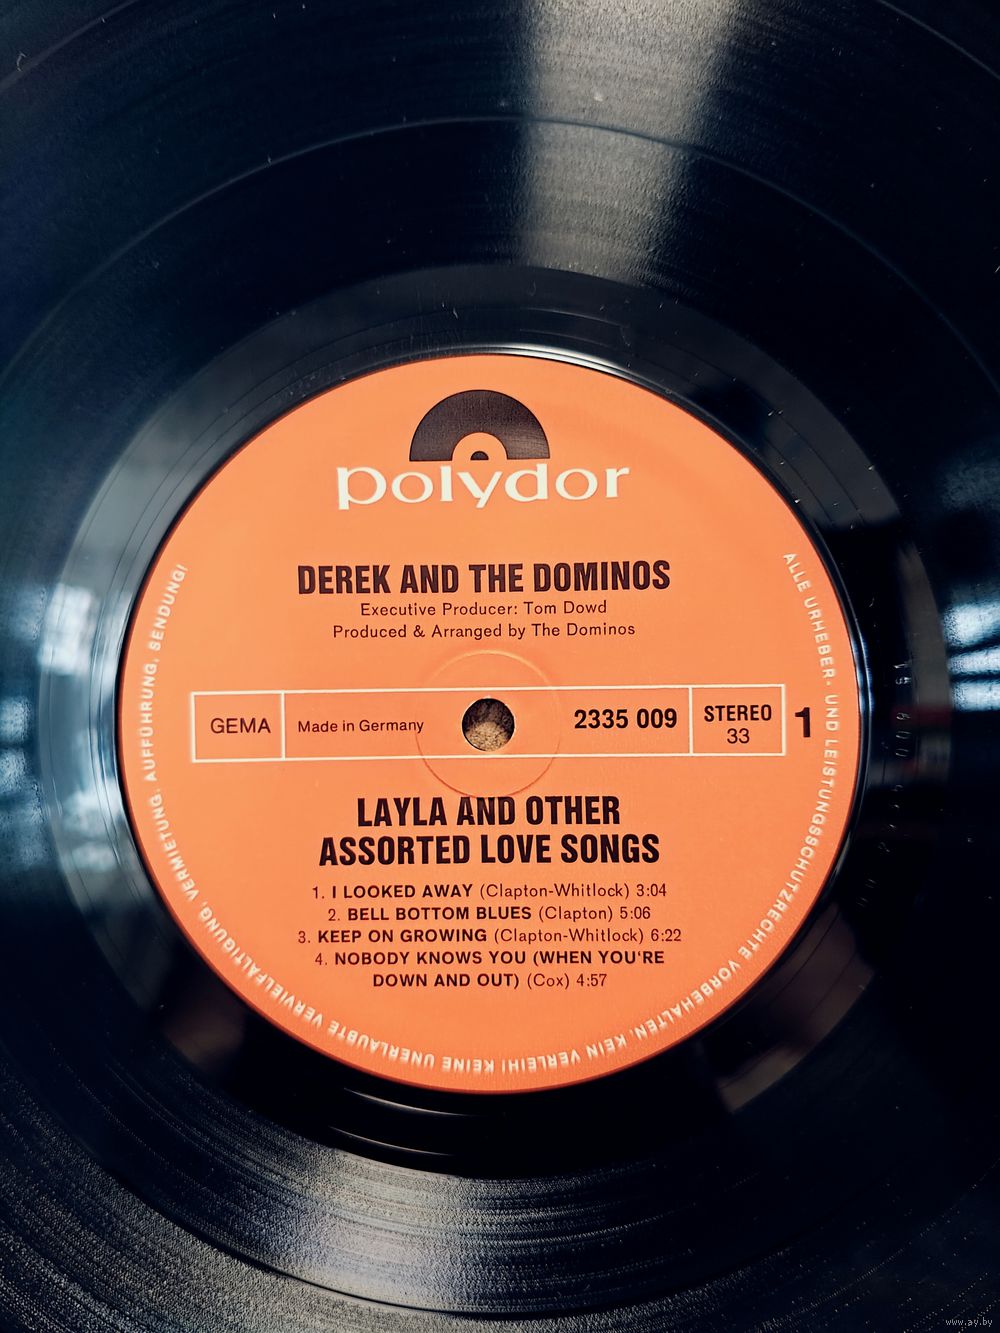 polydor
DEREK AND THE DOMINOS
Executive Producer: Tom Dowd
Produced & Arranged by The Dominos
GEMA
Made in Germany
2335 009
STEREO
33
1
LAYLA AND OTHER
ASSORTED LOVE SONGS
1. I LOOKED AWAY (Clapton-Whitlock) 3:04
2. BELL BOTTOM BLUES (Clapton) 5:06
3. KEEP ON GROWING (Clapton-Whitlock) 6:22
4. NOBODY KNOWS YOU (WHEN YOU'RE
DOWN AND OUT) (Cox) 4:57
ALLE URHEBER- UND LEISTUNGSSCHUTZRECHTE VORBEHALTEN. KEIN VERLEIH! KEINE UNERLAUBTE VERVIELFÄLTIGUNG, VERMIETUNG, AUFFÜHRUNG, SENDUNG!
www.ay.by